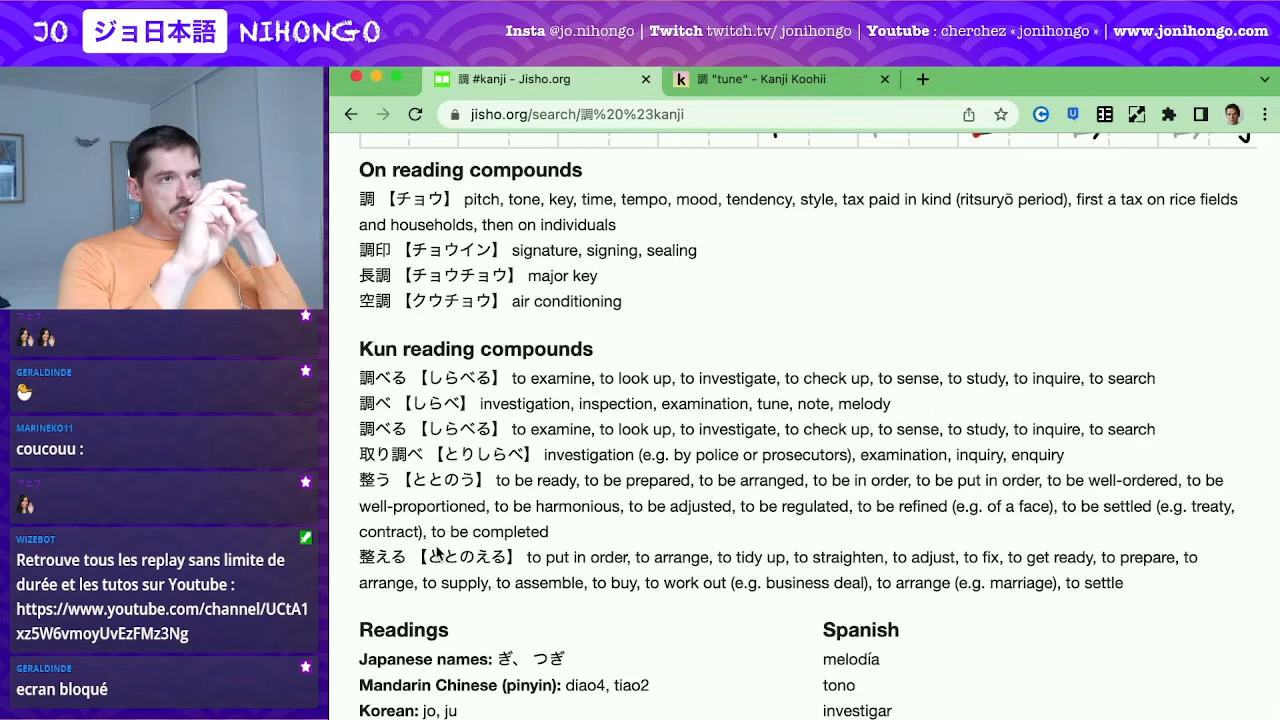 JO ジョ日本語 NIHONGO
Insta @jo.nihongo | Twitch twitch.tv/ jonihongo | Youtube : cherchez « jonihongo » | www.jonihongo.com
調 #kanji - Jisho.org
調 "tune" - Kanji Koohii
jisho.org/search/調%20%23kanji
On reading compounds
調 【チョウ】 pitch, tone, key, time, tempo, mood, tendency, style, tax paid in kind (ritsuryō period), first a tax on rice fields
and households, then on individuals
調印 【チョウイン】 signature, signing, sealing
長調 【チョウチョウ】 major key
空調 【クウチョウ】 air conditioning
Kun reading compounds
調べる 【しらべる】 to examine, to look up, to investigate, to check up, to sense, to study, to inquire, to search
調べ 【しらべ】 investigation, inspection, examination, tune, note, melody
調べる 【しらべる】 to examine, to look up, to investigate, to check up, to sense, to study, to inquire, to search
取り調べ 【とりしらべ】 investigation (e.g. by police or prosecutors), examination, inquiry, enquiry
整う 【ととのう】 to be ready, to be prepared, to be arranged, to be in order, to be put in order, to be well-ordered, to be
well-proportioned, to be harmonious, to be adjusted, to be regulated, to be refined (e.g. of a face), to be settled (e.g. treaty,
contract), to be completed
整える 【ととのえる】 to put in order, to arrange, to tidy up, to straighten, to adjust, to fix, to get ready, to prepare, to
arrange, to supply, to assemble, to buy, to work out (e.g. business deal), to arrange (e.g. marriage), to settle
Readings
Japanese names: ぎ、 つぎ
Mandarin Chinese (pinyin): diao4, tiao2
Korean: jo, ju
Spanish
melodía
tono
investigar
アェフ
GERALDINDE
MARINEKO11
coucouu :
アェフ
WIZEBOT
Retrouve tous les replay sans limite de
durée et les tutos sur Youtube :
https://www.youtube.com/channel/UCtA1
xz5W6vmoyUvEzFMz3Ng
GERALDINDE
ecran bloqué